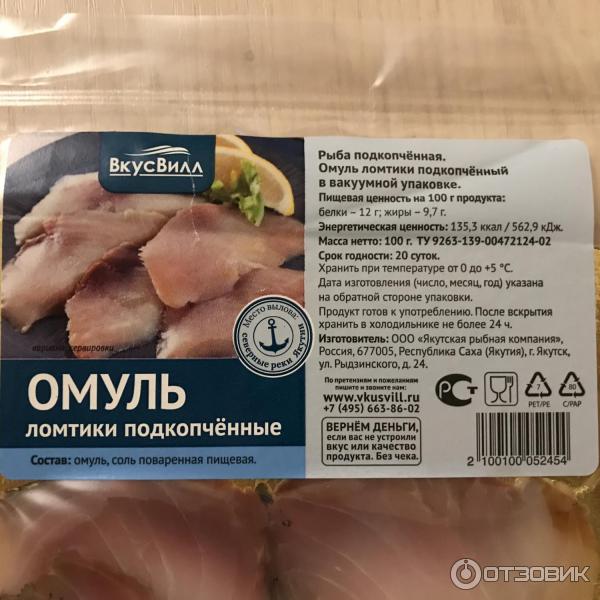 ВкусВилл
Место вылова:
северные реки Якутии
вариант сервировки
ОМУЛЬ
ломтики подкопчённые
Состав: омуль, соль поваренная пищевая.
Рыба подкопчённая.
Омуль ломтики подкопчённый
в вакуумной упаковке.
Пищевая ценность на 100 г продукта:
белки – 12 г; жиры – 9,7 г.
Энергетическая ценность: 135,3 ккал / 562,9 кДж.
Масса нетто: 100 г. ТУ 9263-139-00472124-02
Срок годности: 20 суток.
Хранить при температуре от 0 до +5 °С.
Дата изготовления (число, месяц, год) указана
на обратной стороне упаковки.
Продукт готов к употреблению. После вскрытия
хранить в холодильнике не более 24 ч.
Изготовитель: ООО «Якутская рыбная компания»,
Россия, 677005, Республика Саха (Якутия), г. Якутск,
ул. Рыдзинского, д. 24.
По претензиям и пожеланиям
пишите и звоните нам:
www.vkusvill.ru
+7 (495) 663-86-02
ВЕРНЁМ ДЕНЬГИ,
если вас не устроили
вкус или качество
продукта. Без чека.
РСТ
7
PET/PE
80
C/PAP
2 100100 052454
ОТЗОВИК